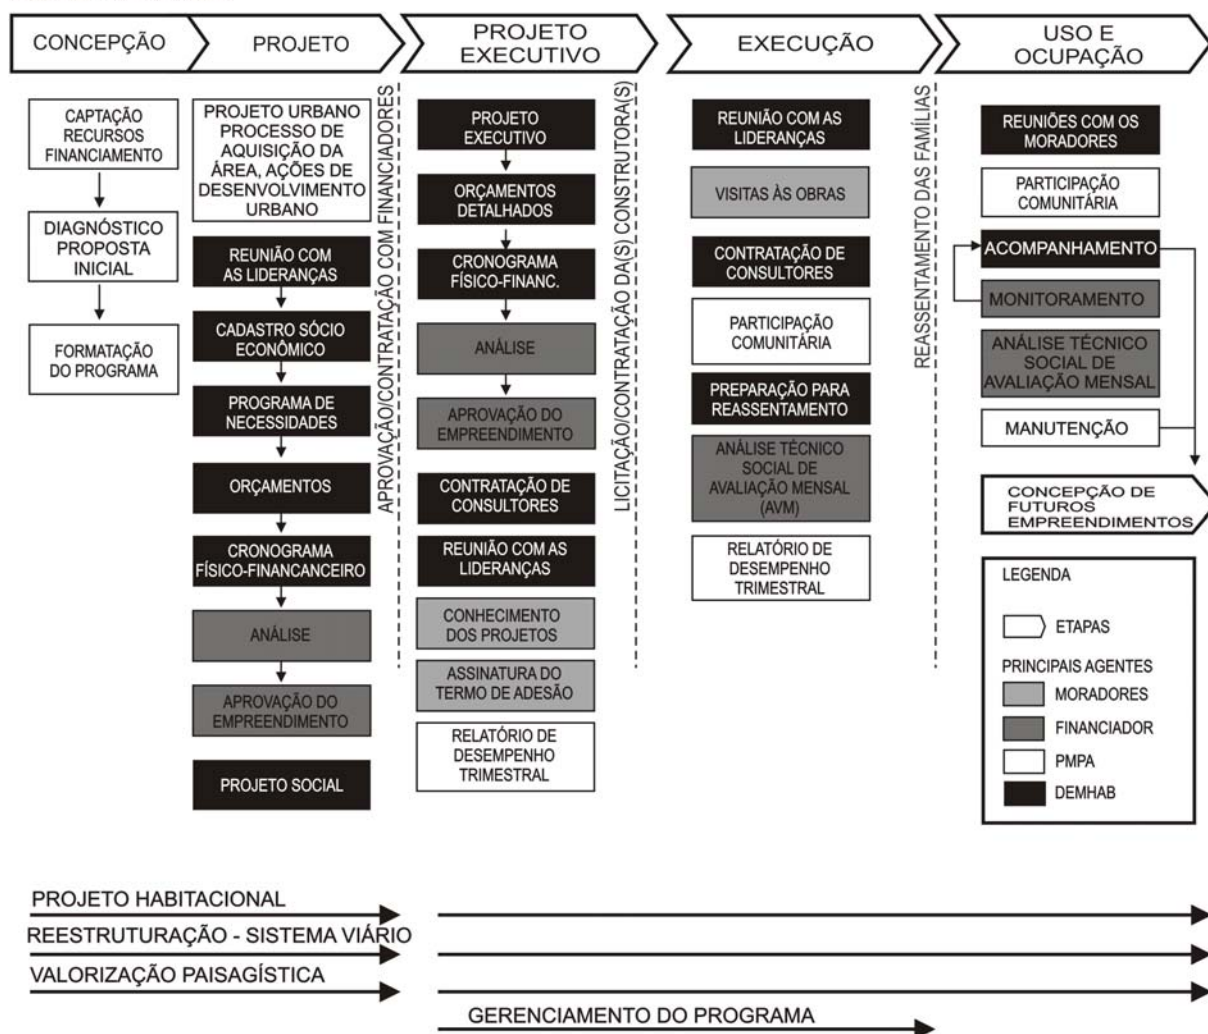 CONCEPÇÃO
PROJETO
PROJETO
EXECUTIVO
EXECUÇÃO
USO E
OCUPAÇÃO
CAPTAÇÃO
RECURSOS
FINANCIAMENTO
DIAGNÓSTICO
PROPOSTA
INICIAL
FORMATAÇÃO
DO PROGRAMA
PROJETO URBANO
PROCESSO DE
AQUISIÇÃO DA
ÁREA, AÇÕES DE
DESENVOLVIMENTO
URBANO
REUNIÃO COM
AS LIDERANÇAS
CADASTRO SÓCIO
ECONÔMICO
PROGRAMA DE
NECESSIDADES
ORÇAMENTOS
CRONOGRAMA
FÍSICO-FINANCANCEIRO
ANÁLISE
APROVAÇÃO DO
EMPREENDIMENTO
PROJETO SOCIAL
APROVAÇÃO/CONTRATAÇÃO COM FINANCIADORES
PROJETO
EXECUTIVO
ORÇAMENTOS
DETALHADOS
CRONOGRAMA
FÍSICO-FINANC.
ANÁLISE
APROVAÇÃO DO
EMPREENDIMENTO
CONTRATAÇÃO DE
CONSULTORES
REUNIÃO COM AS
LIDERANÇAS
CONHECIMENTO
DOS PROJETOS
ASSINATURA DO
TERMO DE ADESÃO
RELATÓRIO DE
DESEMPENHO
TRIMESTRAL
LICITAÇÃO/CONTRATAÇÃO DA(S) CONSTRUTORA(S)
REUNIÃO COM AS
LIDERANÇAS
VISITAS ÀS OBRAS
CONTRATAÇÃO DE
CONSULTORES
PARTICIPAÇÃO
COMUNITÁRIA
PREPARAÇÃO PARA
REASSENTAMENTO
ANÁLISE TÉCNICO
SOCIAL DE
AVALIAÇÃO MENSAL
(AVM)
RELATÓRIO DE
DESEMPENHO
TRIMESTRAL
REASSENTAMENTO DAS FAMÍLIAS
REUNIÕES COM OS
MORADORES
PARTICIPAÇÃO
COMUNITÁRIA
ACOMPANHAMENTO
MONITORAMENTO
ANÁLISE TÉCNICO
SOCIAL DE
AVALIAÇÃO MENSAL
MANUTENÇÃO
CONCEPÇÃO DE
FUTUROS
EMPREENDIMENTOS
LEGENDA
ETAPAS
PRINCIPAIS AGENTES
MORADORES
FINANCIADOR
PMPA
DEMHAB
PROJETO HABITACIONAL
REESTRUTURAÇÃO - SISTEMA VIÁRIO
VALORIZAÇÃO PAISAGÍSTICA
GERENCIAMENTO DO PROGRAMA